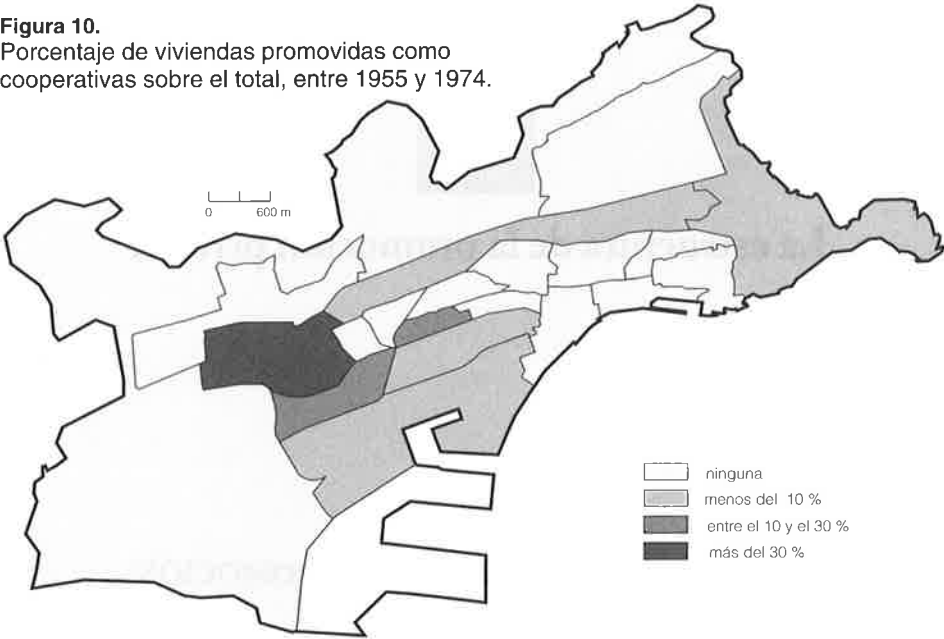 Figura 10.
Porcentaje de viviendas promovidas como
cooperativas sobre el total, entre 1955 y 1974.
0 600 m
ninguna
menos del 10 %
entre el 10 y el 30 %
más del 30 %